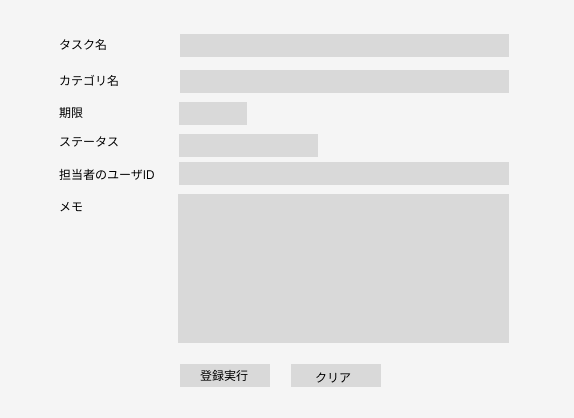 タスク名
カテゴリ名
期限
ステータス
担当者のユーザID
メモ
登録実行
クリア